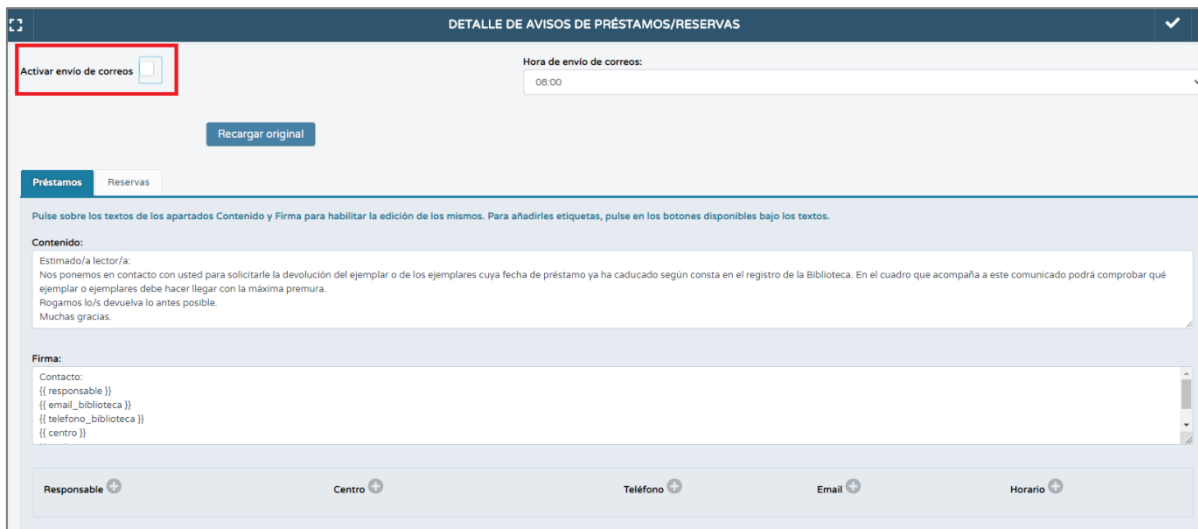 DETALLE DE AVISOS DE PRÉSTAMOS/RESERVAS
Activar envío de correos
Hora de envío de correos:
08:00
Recargar original
Préstamos
Reservas
Pulse sobre los textos de los apartados Contenido y Firma para habilitar la edición de los mismos. Para añadirles etiquetas, pulse en los botones disponibles bajo los textos.
Contenido:
Estimado/a lector/a:
Nos ponemos en contacto con usted para solicitarle la devolución del ejemplar o de los ejemplares cuya fecha de préstamo ya ha caducado según consta en el registro de la Biblioteca. En el cuadro que acompaña a este comunicado podrá comprobar qué
ejemplar o ejemplares debe hacer llegar con la máxima premura.
Rogamos lo/s devuelva lo antes posible.
Muchas gracias.
Firma:
Contacto:
{{ responsable }}
{{ email_biblioteca }}
{{ telefono_biblioteca }}
{{ centro }}
Responsable
Centro
Teléfono
Email
Horario